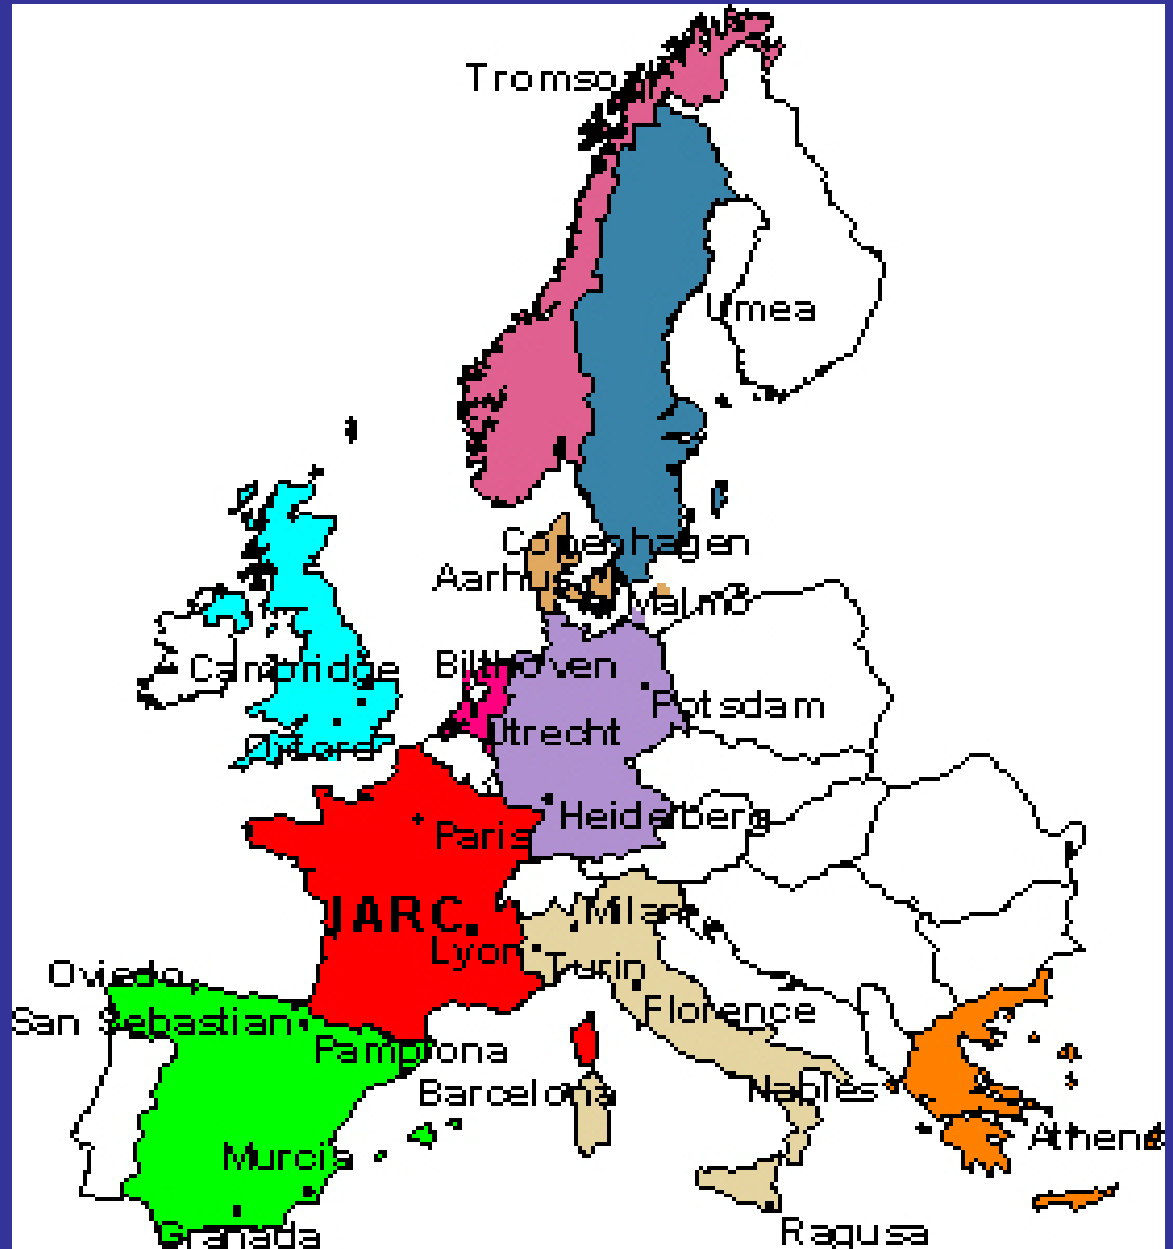 Tromso
Umea
Copenhagen
Aarhus
Malmo
Cambridge
Bilthoven
Potsdam
Utrecht
Oxford
Heidelberg
Paris
IARC
Milan
Lyon
Turin
Oviedo
Florence
San Sebastian
Pamplona
Barcelona
Naples
Athens
Murcia
Granada
Ragusa